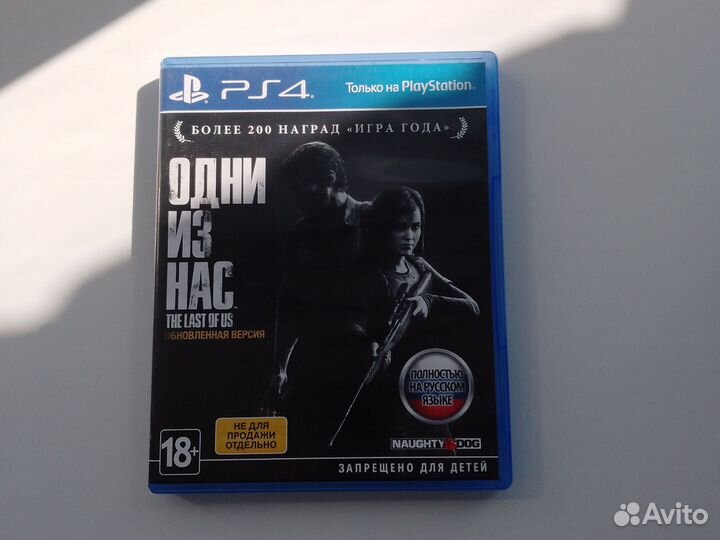 PS4
Только на PlayStation
БОЛЕЕ 200 НАГРАД «ИГРА ГОДА»
ОДНИ
ИЗ
НАС
THE LAST OF US
ОБНОВЛЕННАЯ ВЕРСИЯ
ПОЛНОСТЬЮ
НА РУССКОМ
ЯЗЫКЕ
НЕ ДЛЯ
ПРОДАЖИ
ОТДЕЛЬНО
18+
NAUGHTY DOG
ЗАПРЕЩЕНО ДЛЯ ДЕТЕЙ
Avito